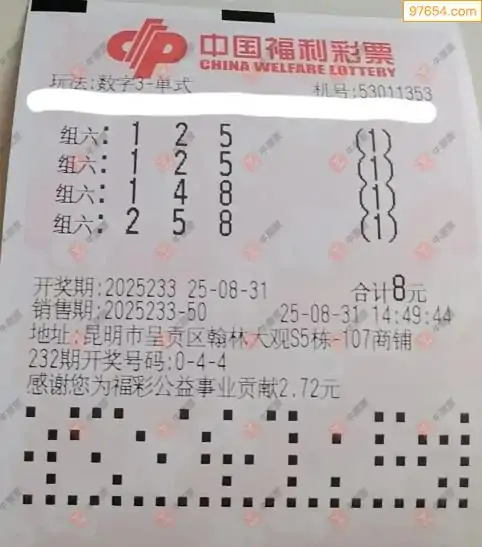 97654.com
中国福利彩票
CHINA WELFARE LOTTERY
玩法:数字3-单式 机号:53011353
组六: 1 2 5 (1)
组六: 1 2 5 (1)
组六: 1 4 8 (1)
组六: 2 5 8 (1)
开奖期:2025233 25-08-31 合计8元
销售期:2025233-50 25-08-31 14:49:44
地址:昆明市呈贡区翰林大观S5栋-107商铺
232期开奖号码:0-4-4
感谢您为福彩公益事业贡献2.72元